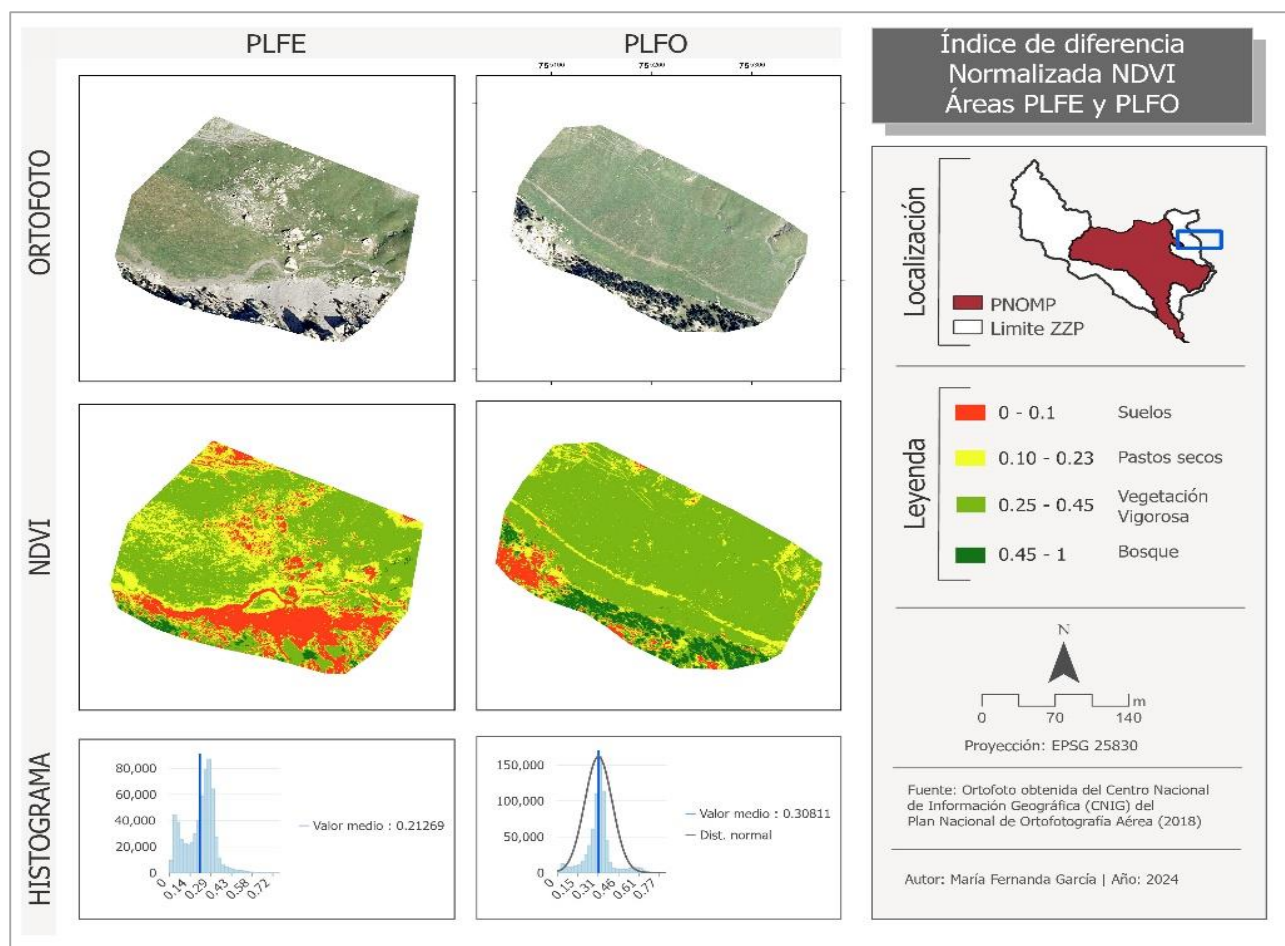 PLFE
PLFO
Índice de diferencia
Normalizada NDVI
Áreas PLFE y PLFO
ORTOFOTO
Localización
PNOMP
Limite ZZP
NDVI
Leyenda
0 - 0.1 Suelos
0.10 - 0.23 Pastos secos
0.25 - 0.45 Vegetación
Vigorosa
0.45 - 1 Bosque
N
m
0 70 140
Proyección: EPSG 25830
HISTOGRAMA
80,000
60,000
40,000
20,000
0
0 0.14 0.29 0.43 0.58 0.72
Valor medio : 0.21269
150,000
100,000
50,000
0
0 0.15 0.31 0.46 0.61 0.77
Valor medio : 0.30811
Dist. normal
Fuente: Ortofoto obtenida del Centro Nacional
de Información Geográfica (CNIG) del
Plan Nacional de Ortofotografía Aérea (2018)
Autor: María Fernanda García | Año: 2024